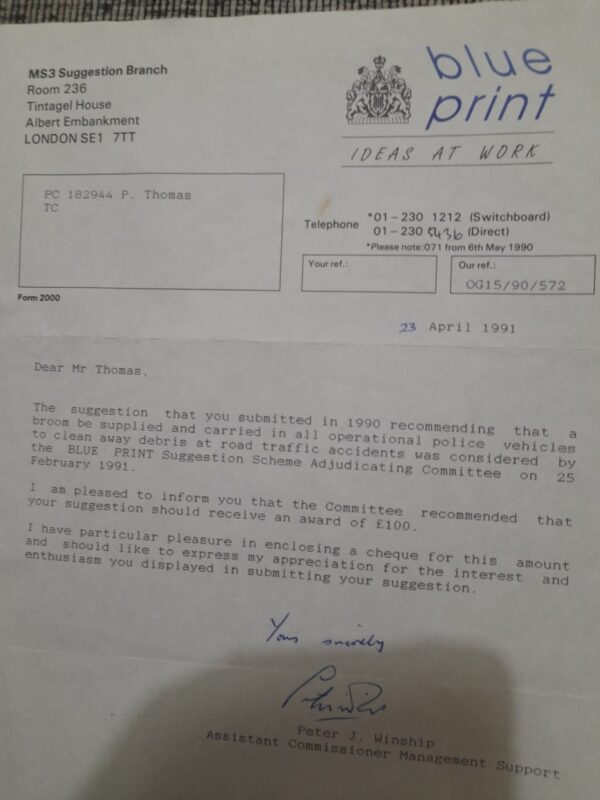 MS3 Suggestion Branch
Room 236
Tintagel House
Albert Embankment
LONDON SE1 7TT
blue
print
IDEAS AT WORK
PC 182944 P. Thomas
TC
Telephone *01 – 230 1212 (Switchboard)
01 – 230 5436 (Direct)
*Please note: 071 from 6th May 1990
Your ref.:
Our ref.:
OG15/90/572
Form 2000
23 April 1991
Dear Mr Thomas,
The suggestion that you submitted in 1990 recommending that a
broom be supplied and carried in all operational police vehicles
to clean away debris at road traffic accidents was considered by
the BLUE PRINT Suggestion Scheme Adjudicating Committee on 25
February 1991.
I am pleased to inform you that the Committee recommended that
your suggestion should receive an award of £100.
I have particular pleasure in enclosing a cheque for this amount
and should like to express my appreciation for the interest and
enthusiasm you displayed in submitting your suggestion.
Yours sincerely
Peter J. Winship
Assistant Commissioner Management Support